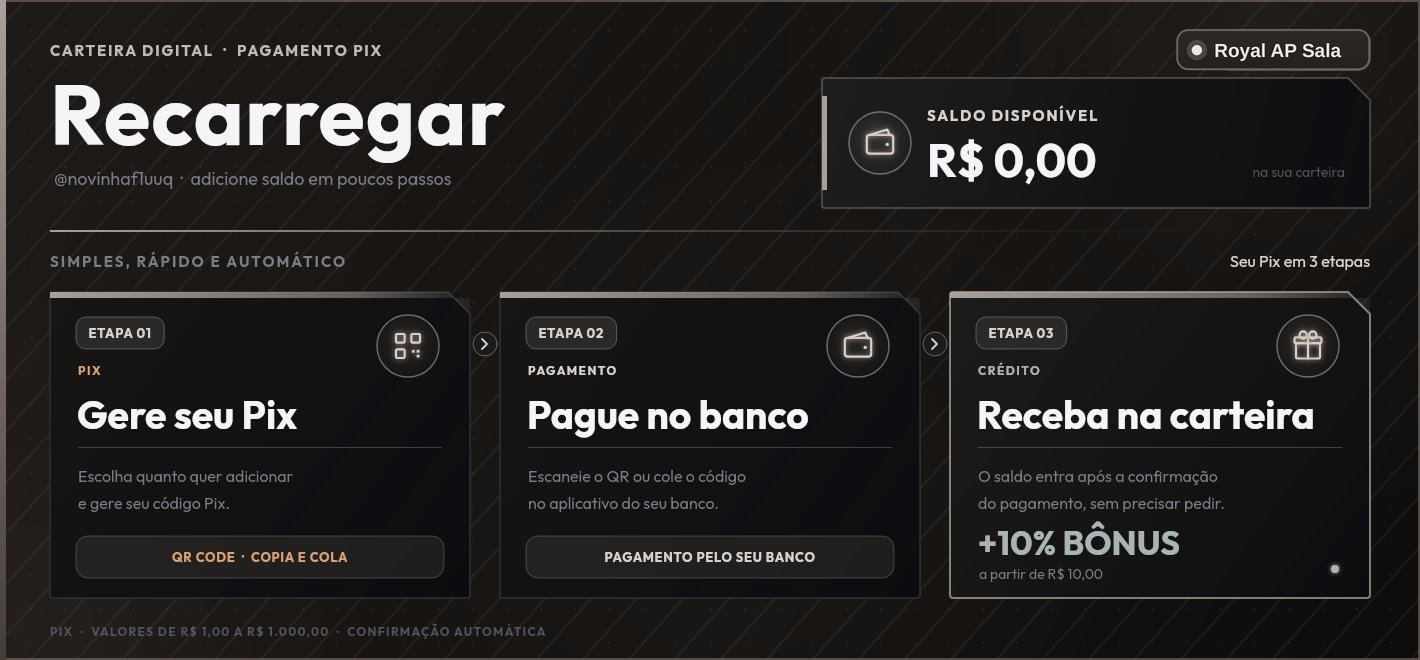 CARTEIRA DIGITAL · PAGAMENTO PIX
Royal AP Sala
Recarregar
@novinhaf1uuq · adicione saldo em poucos passos
SALDO DISPONÍVEL
R$ 0,00
na sua carteira
SIMPLES, RÁPIDO E AUTOMÁTICO
Seu Pix em 3 etapas
ETAPA 01
PIX
Gere seu Pix
Escolha quanto quer adicionar
e gere seu código Pix.
QR CODE · COPIA E COLA
ETAPA 02
PAGAMENTO
Pague no banco
Escaneie o QR ou cole o código
no aplicativo do seu banco.
PAGAMENTO PELO SEU BANCO
ETAPA 03
CRÉDITO
Receba na carteira
O saldo entra após a confirmação
do pagamento, sem precisar pedir.
+10% BÔNUS
a partir de R$ 10,00
PIX · VALORES DE R$ 1,00 A R$ 1.000,00 · CONFIRMAÇÃO AUTOMÁTICA